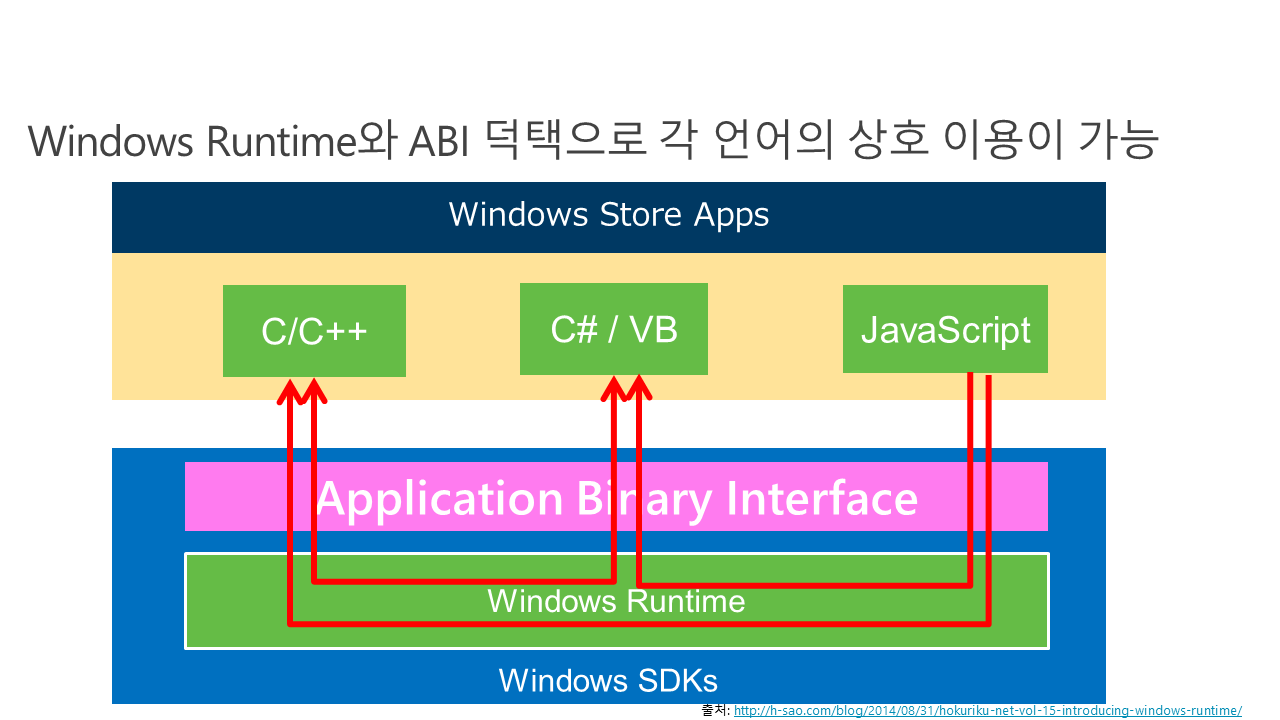 Windows Runtime와 ABI 덕택으로 각 언어의 상호 이용이 가능
Windows Store Apps
C/C++
C# / VB
JavaScript
Application Binary Interface
Windows Runtime
Windows SDKs
출처: http://h-sao.com/blog/2014/08/31/hokuriku-net-vol-15-introducing-windows-runtime/